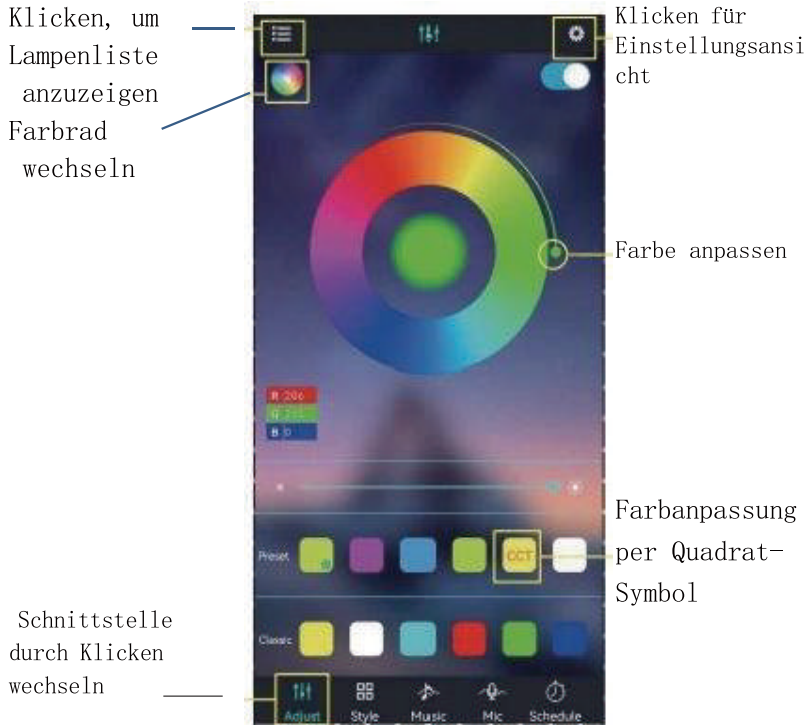 Klicken, um
Lampenliste
anzuzeigen
Farbrad
wechseln
Klicken für
Einstellungsansi
cht
Farbe anpassen
R 206
G
B 0
Farbanpassung
per Quadrat-
Symbol
Preset
CCT
Classic
Schnittstelle
durch Klicken
wechseln
Adjust Style Music Mic Schedule